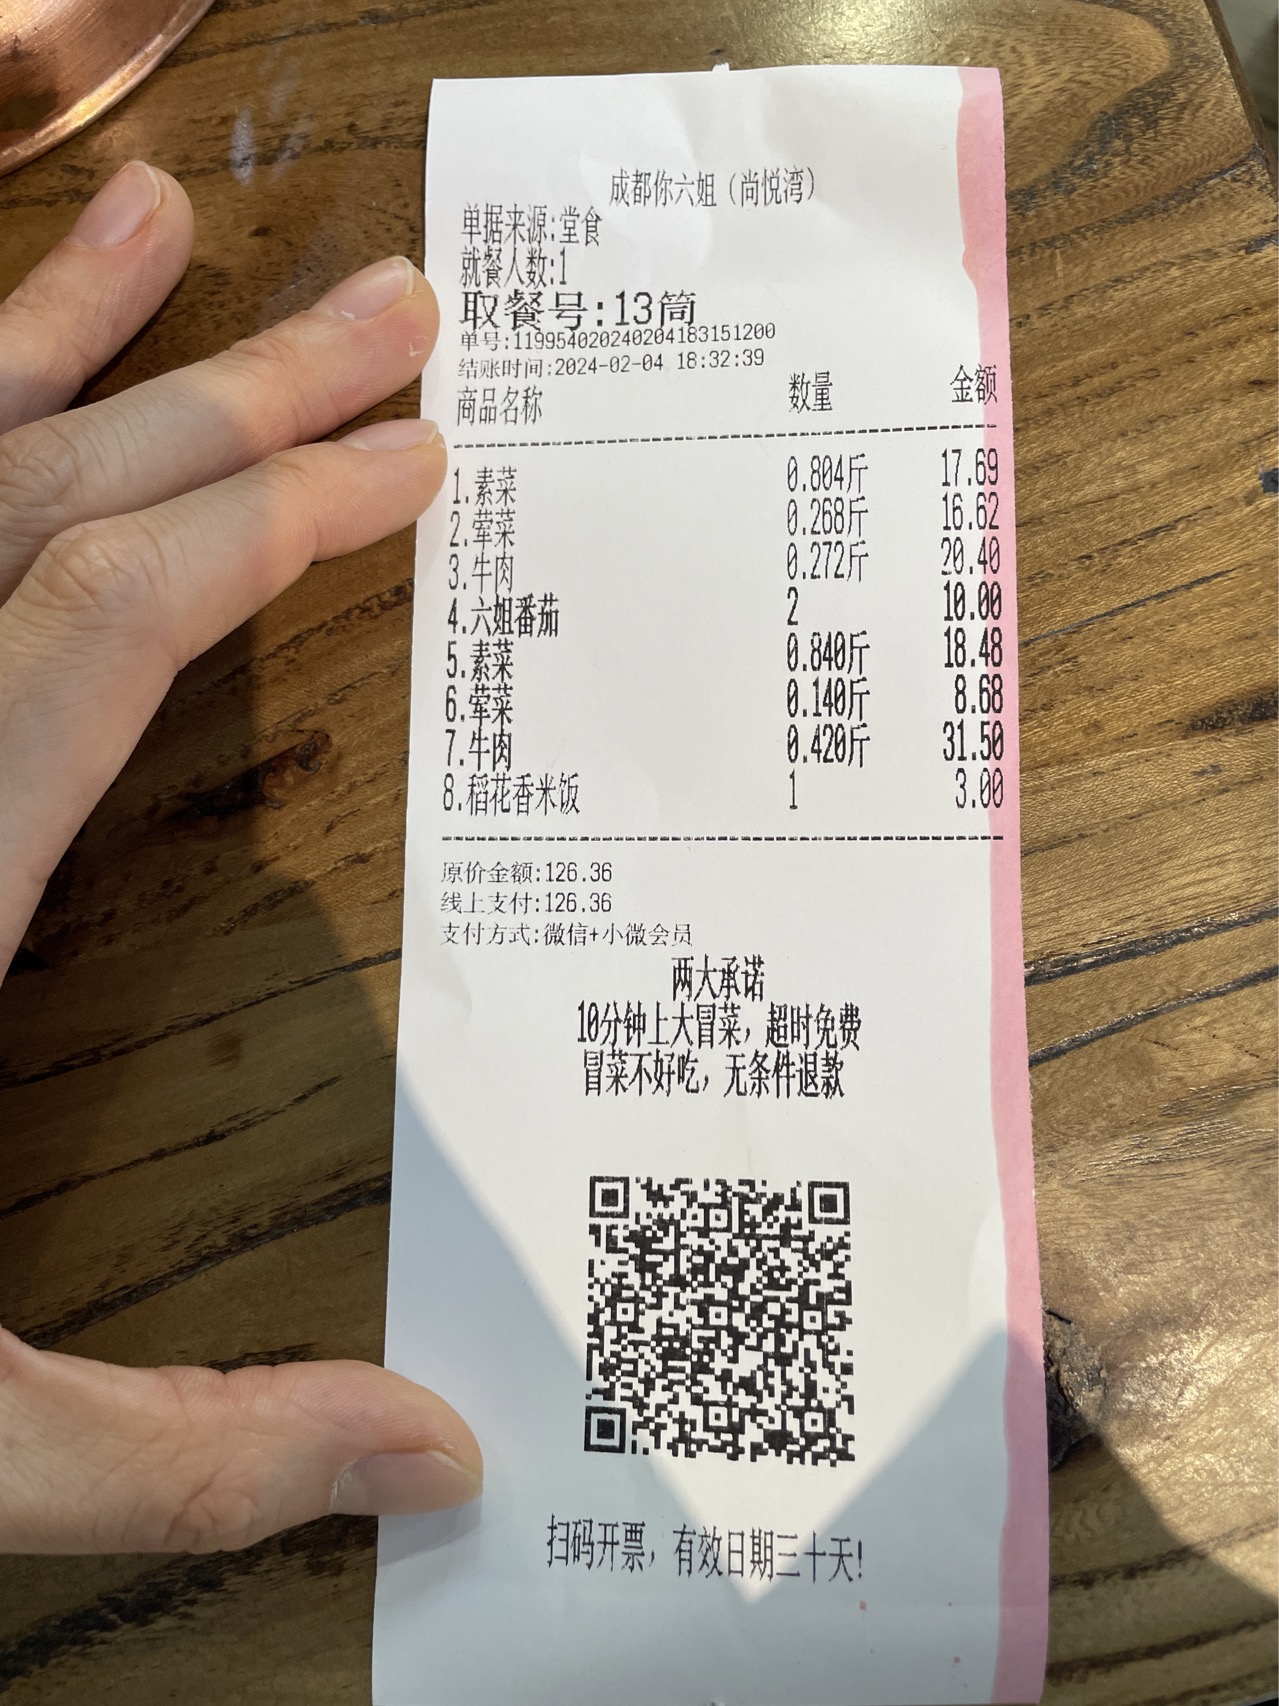 成都你六姐（尚悦湾）
单据来源:堂食
就餐人数:1
取餐号:13筒
单号:119954020240204183151200
结账时间:2024-02-04 18:32:39
商品名称 数量 金额
1.素菜 0.804斤 17.69
2.荤菜 0.268斤 16.62
3.牛肉 0.272斤 20.40
4.六姐番茄 2 10.00
5.素菜 0.840斤 18.48
6.荤菜 0.140斤 8.68
7.牛肉 0.420斤 31.50
8.稻花香米饭 1 3.00
原价金额:126.36
线上支付:126.36
支付方式:微信+小微会员
两大承诺
10分钟上大冒菜，超时免费
冒菜不好吃，无条件退款
扫码开票，有效日期三十天!